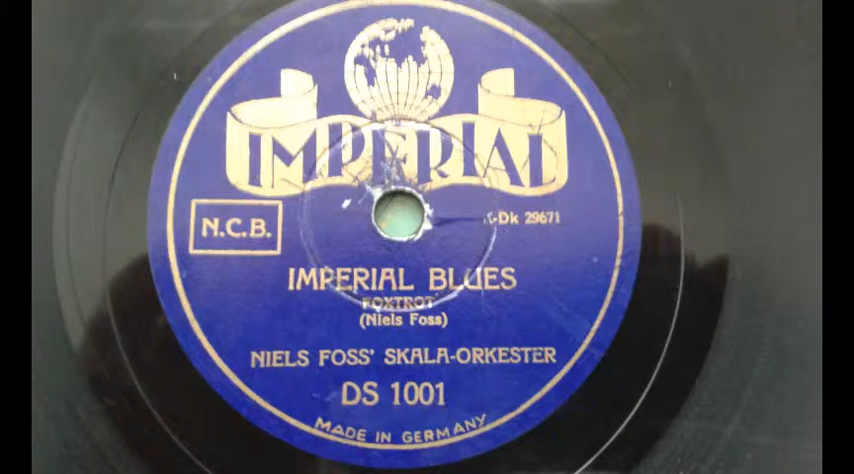 IMPERIAL
N.C.B.
-Dk 29671
IMPERIAL BLUES
FOXTROT
(Niels Foss)
NIELS FOSS' SKALA-ORKESTER
DS 1001
MADE IN GERMANY